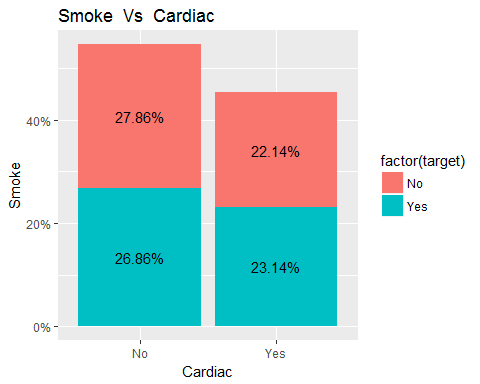 Smoke Vs Cardiac
Smoke
40%
20%
0%
27.86%
22.14%
26.86%
23.14%
No
Yes
Cardiac
factor(target)
No
Yes